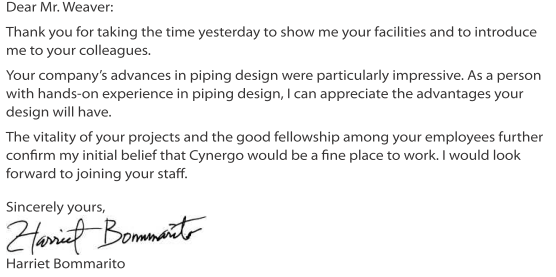 Dear Mr. Weaver:
Thank you for taking the time yesterday to show me your facilities and to introduce
me to your colleagues.
Your company’s advances in piping design were particularly impressive. As a person
with hands-on experience in piping design, I can appreciate the advantages your
design will have.
The vitality of your projects and the good fellowship among your employees further
confirm my initial belief that Cynergo would be a fine place to work. I would look
forward to joining your staff.
Sincerely yours,
Harriet Bommarito
Harriet Bommarito